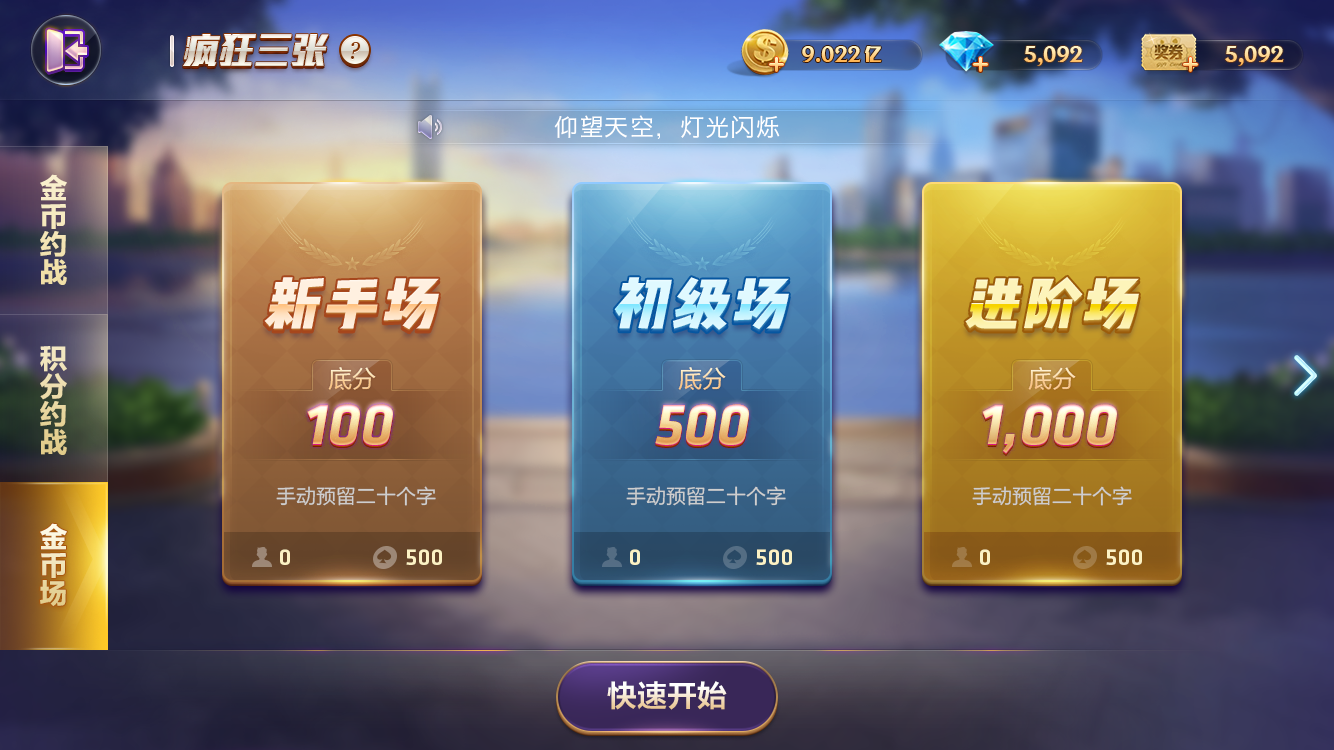 疯狂三张 ?
9.022亿
5,092
奖券
5,092
仰望天空，灯光闪烁
金币约战
积分约战
金币场
新手场
底分
100
手动预留二十个字
0
500
初级场
底分
500
手动预留二十个字
0
500
进阶场
底分
1,000
手动预留二十个字
0
500
快速开始